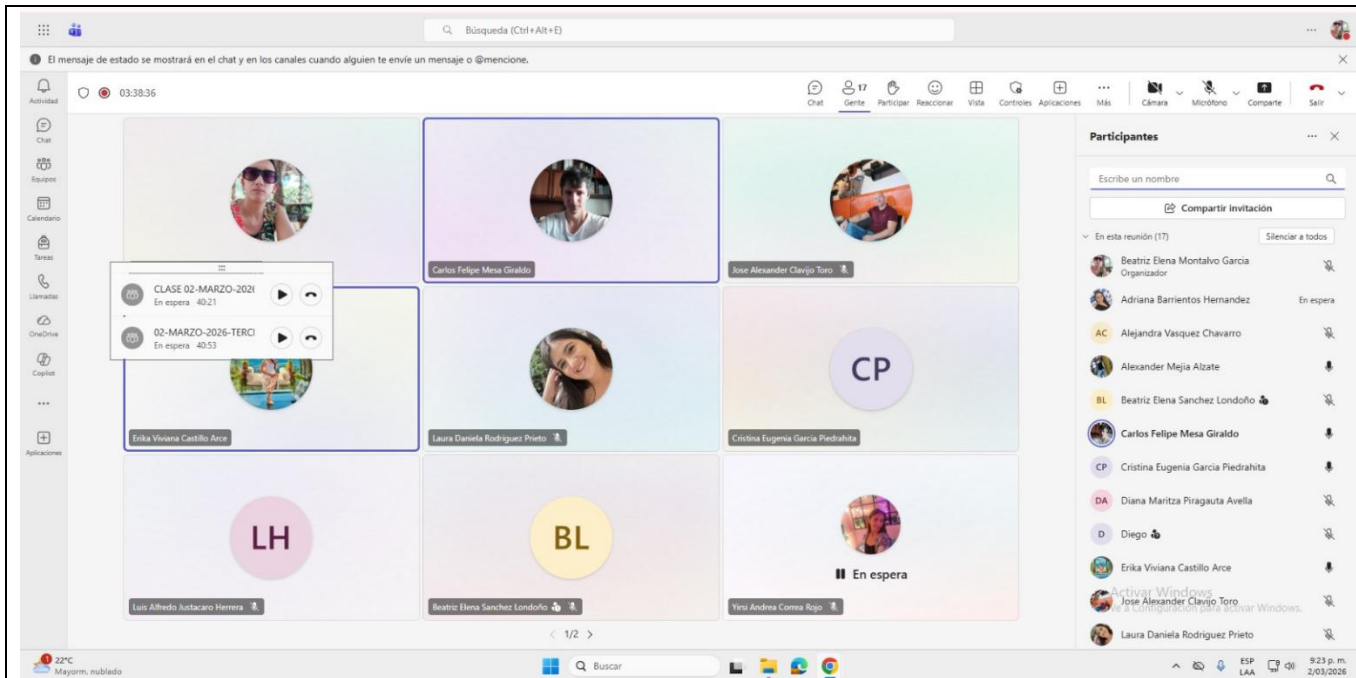 Búsqueda (Ctrl+Alt+E)
El mensaje de estado se mostrará en el chat y en los canales cuando alguien te envíe un mensaje o @mencione.
Actividad
Chat
Equipos
Calendario
Tareas
Llamadas
OneDrive
Copilot
Aplicaciones
03:38:36
Chat
17
Gente
Participar
Reaccionar
Vista
Controles
Aplicaciones
Más
Cámara
Micrófono
Comparte
Salir
Carlos Felipe Mesa Giraldo
Jose Alexander Clavijo Toro
CLASE 02-MARZO-202
En espera 40:21
02-MARZO-2026-TERCI
En espera 40:53
Erika Viviana Castillo Arce
Laura Daniela Rodriguez Prieto
CP
Cristina Eugenia Garcia Piedrahita
LH
Luis Alfredo Justacaro Herrera
BL
Beatriz Elena Sanchez Londoño
En espera
Yirsi Andrea Correa Rojo
1/2
Participantes
Escribe un nombre
Compartir invitación
En esta reunión (17)
Silenciar a todos
Beatriz Elena Montalvo Garcia
Organizador
Adriana Barrientos Hernandez
En espera
AC Alejandra Vasquez Chavarro
Alexander Mejia Alzate
BL Beatriz Elena Sanchez Londoño
Carlos Felipe Mesa Giraldo
CP Cristina Eugenia Garcia Piedrahita
DA Diana Maritza Piragauta Avella
D Diego
Erika Viviana Castillo Arce
Activar Windows
Jose Alexander Clavijo Toro
Ve a Configuración para activar Windows.
Laura Daniela Rodriguez Prieto
1
22°C
Mayorm. nublado
Buscar
ESP
LAA
9:23 p. m.
2/03/2026